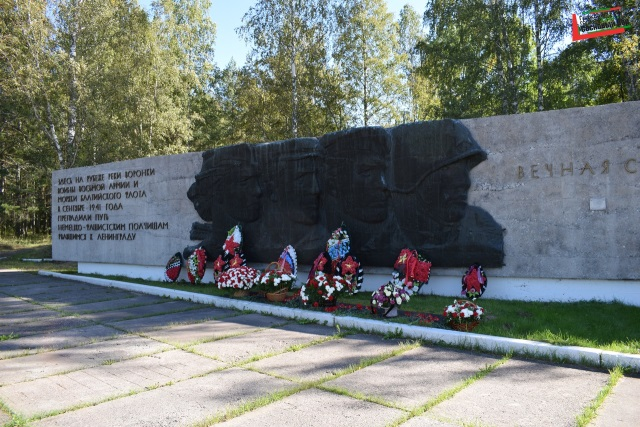 ЗДЕСЬ НА РУБЕЖЕ РЕКИ ВОРОНКИ
ВОИНЫ ВОСЬМОЙ АРМИИ И
МОРЯКИ БАЛТИЙСКОГО ФЛОТА
В СЕНТЯБРЕ 1941 ГОДА
ПРЕГРАДИЛИ ПУТЬ
НЕМЕЦКО-ФАШИСТСКИМ ПОЛЧИЩАМ
РВАВШИМСЯ К ЛЕНИНГРАДУ
ВЕЧНАЯ С